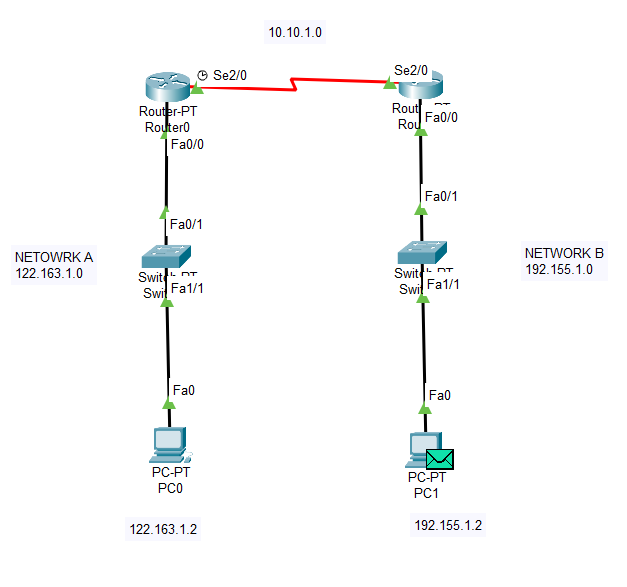 10.10.1.0
Se2/0
Se2/0
Router-PT
Router0
Fa0/0
Fa0/0
Fa0/1
Fa0/1
NETOWRK A
122.163.1.0
NETWORK B
192.155.1.0
Fa1/1
Fa1/1
Fa0
Fa0
PC-PT
PC0
PC-PT
PC1
122.163.1.2
192.155.1.2